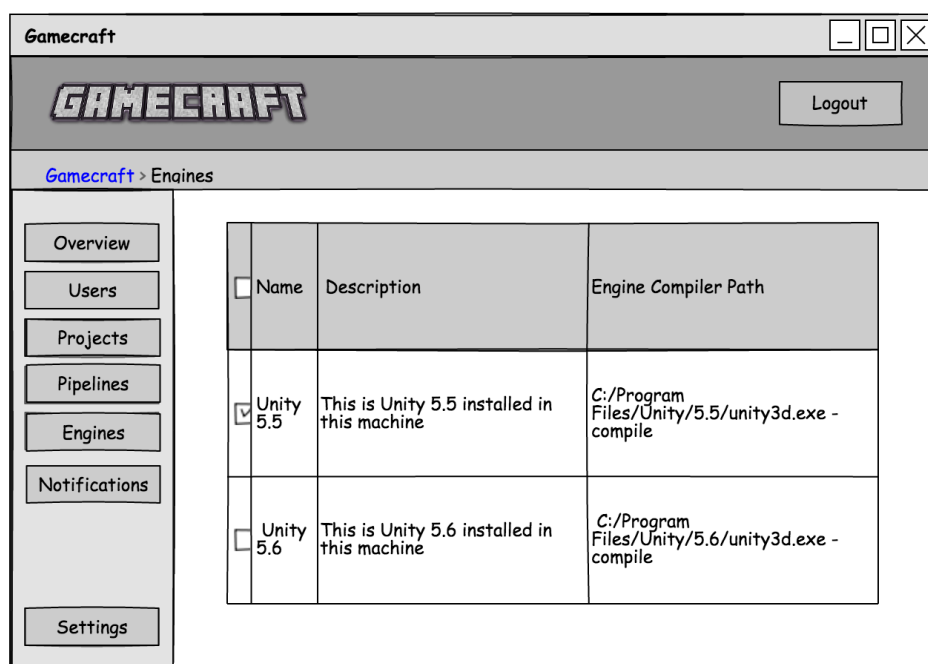 Gamecraft
GAMECRAFT
Logout
Gamecraft > Engines
Overview
Users
Projects
Pipelines
Engines
Notifications
Settings
Name Description Engine Compiler Path
Unity
5.5
This is Unity 5.5 installed in
this machine
C:/Program
Files/Unity/5.5/unity3d.exe -
compile
Unity
5.6
This is Unity 5.6 installed in
this machine
C:/Program
Files/Unity/5.6/unity3d.exe -
compile